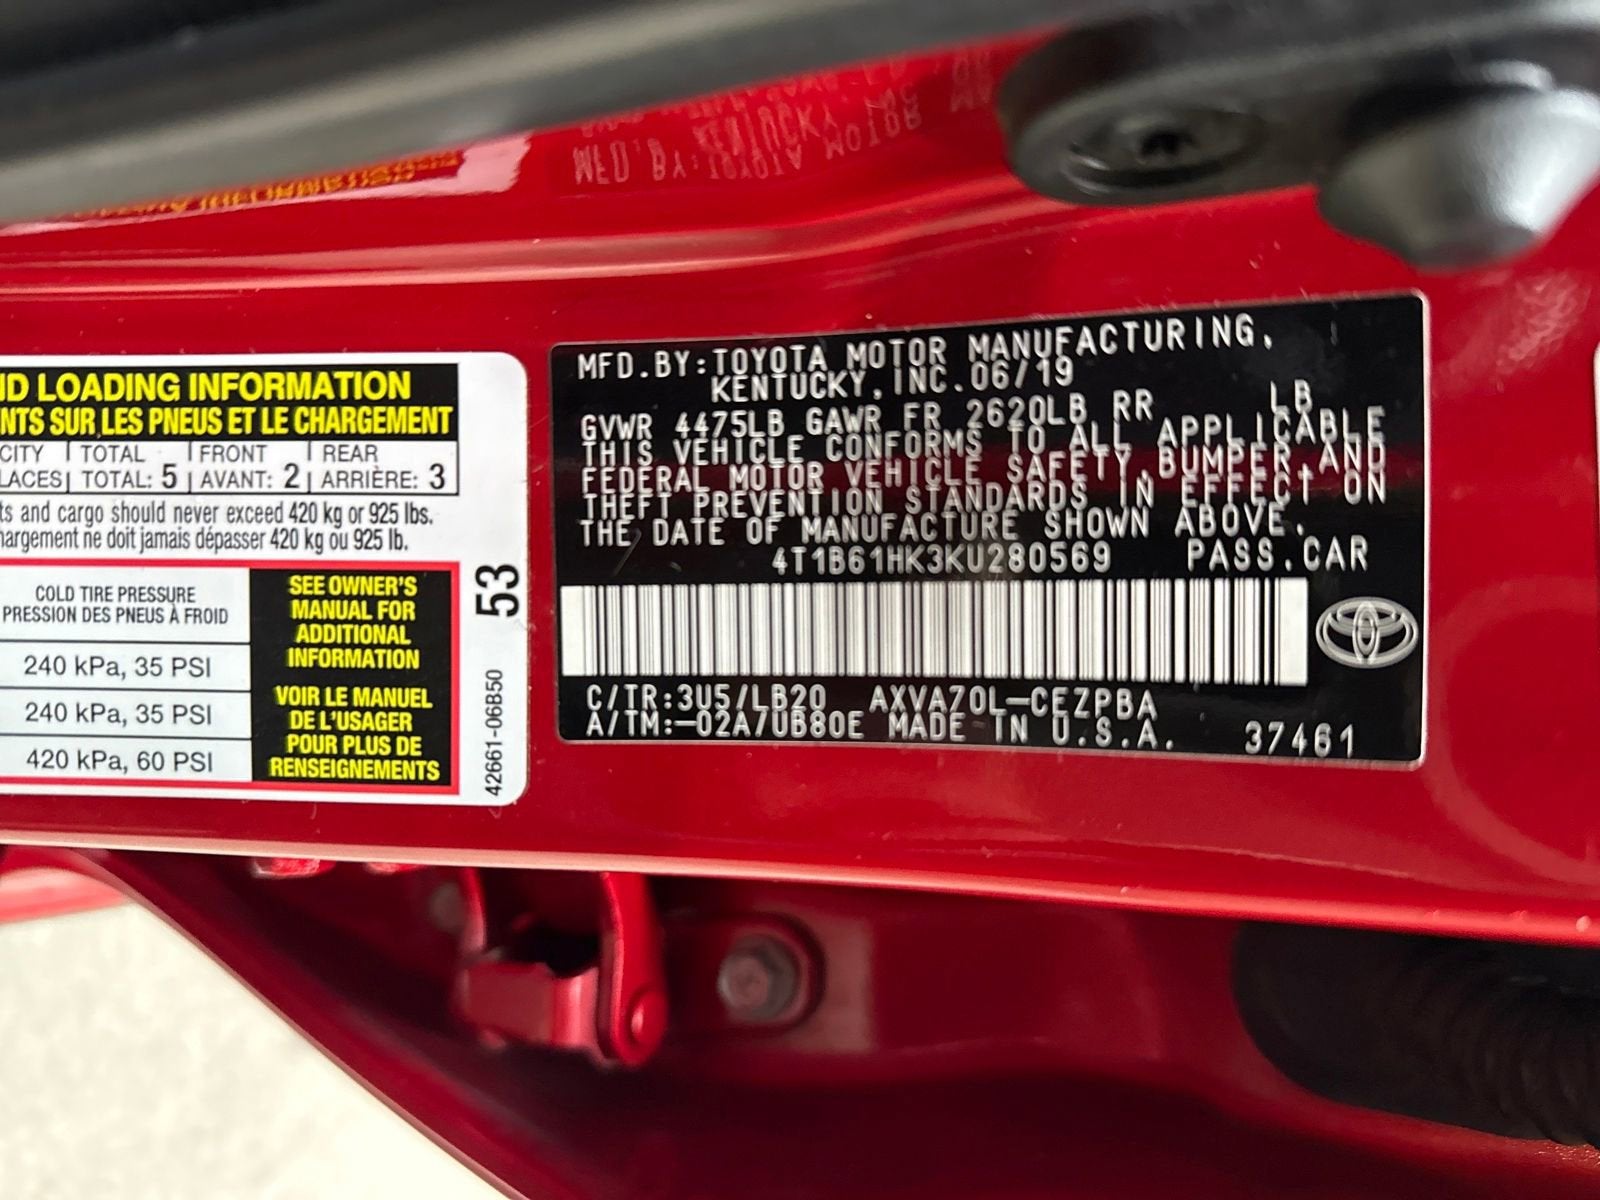 MFD. BY: TOYOTA MOTOR
KENTUCKY,
ND LOADING INFORMATION
NTS SUR LES PNEUS ET LE CHARGEMENT
CITY TOTAL FRONT REAR
LACES TOTAL: 5 AVANT: 2 ARRIÈRE: 3
ts and cargo should never exceed 420 kg or 925 lbs.
hargement ne doit jamais dépasser 420 kg ou 925 lb.
COLD TIRE PRESSURE
PRESSION DES PNEUS À FROID
240 kPa, 35 PSI
240 kPa, 35 PSI
420 kPa, 60 PSI
SEE OWNER'S
MANUAL FOR
ADDITIONAL
INFORMATION
VOIR LE MANUEL
DE L'USAGER
POUR PLUS DE
RENSEIGNEMENTS
53
42661-06B50
MFD.BY:TOYOTA MOTOR MANUFACTURING,
KENTUCKY,INC.06/19
GVWR 4475LB GAWR FR 2620LB RR LB
THIS VEHICLE CONFORMS TO ALL APPLICABLE
FEDERAL MOTOR VEHICLE SAFETY,BUMPER,AND
THEFT PREVENTION STANDARDS IN EFFECT ON
THE DATE OF MANUFACTURE SHOWN ABOVE.
4T1B61HK3KU280569 PASS.CAR
C/TR:3U5/LB20 AXVA70L-CEZPBA
A/TM:-02A/UB80E MADE IN U.S.A. 37461